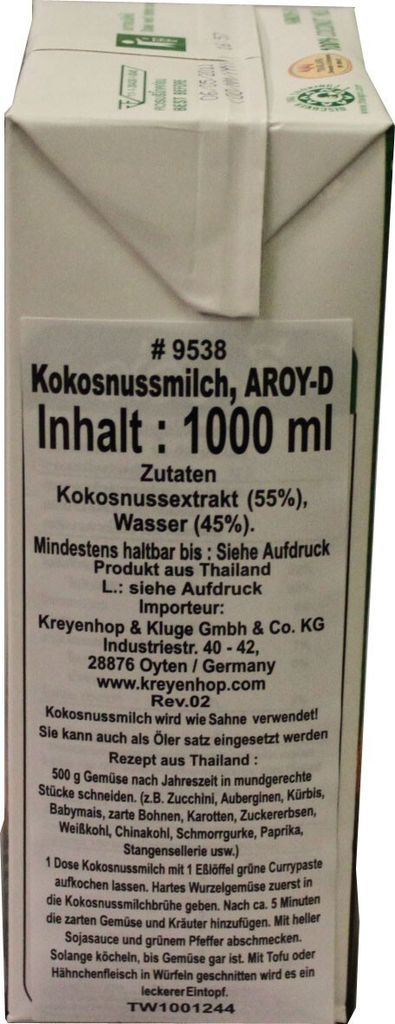 BEST BEFORE
# 9538
Kokosnussmilch, AROY-D
Inhalt : 1000 ml
Zutaten
Kokosnussextrakt (55%),
Wasser (45%).
Mindestens haltbar bis : Siehe Aufdruck
Produkt aus Thailand
L.: siehe Aufdruck
Importeur:
Kreyenhop & Kluge Gmbh & Co. KG
Industriestr. 40 - 42,
28876 Oyten / Germany
www.kreyenhop.com
Rev.02
Kokosnussmilch wird wie Sahne verwendet!
Sie kann auch als Öler satz eingesetzt werden
Rezept aus Thailand :
500 g Gemüse nach Jahreszeit in mundgerechte
Stücke schneiden. (z.B. Zucchini, Auberginen, Kürbis,
Babymais, zarte Bohnen, Karotten, Zuckererbsen,
Weißkohl, Chinakohl, Schmorrgurke, Paprika,
Stangensellerie usw.)
1 Dose Kokosnussmilch mit 1 Eßlöffel grüne Currypaste
aufkochen lassen. Hartes Wurzelgemüse zuerst in
die Kokosnussmilchbrühe geben. Nach ca. 5 Minuten
die zarten Gemüse und Kräuter hinzufügen. Mit heller
Sojasauce und grünem Pfeffer abschmecken.
Solange köcheln, bis Gemüse gar ist. Mit Tofu oder
Hähnchenfleisch in Würfeln geschnitten wird es ein
leckerer Eintopf.
TW1001244